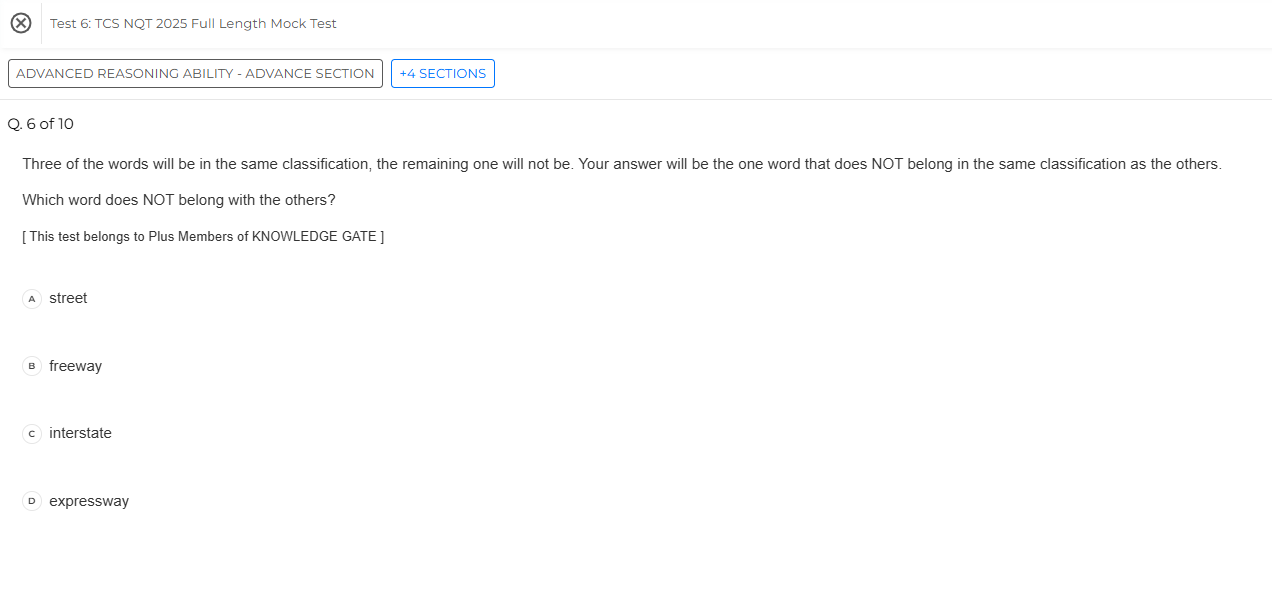 Test 6: TCS NQT 2025 Full Length Mock Test
ADVANCED REASONING ABILITY - ADVANCE SECTION
+4 SECTIONS
Q. 6 of 10
Three of the words will be in the same classification, the remaining one will not be. Your answer will be the one word that does NOT belong in the same classification as the others.
Which word does NOT belong with the others?
[ This test belongs to Plus Members of KNOWLEDGE GATE ]
A street
B freeway
C interstate
D expressway